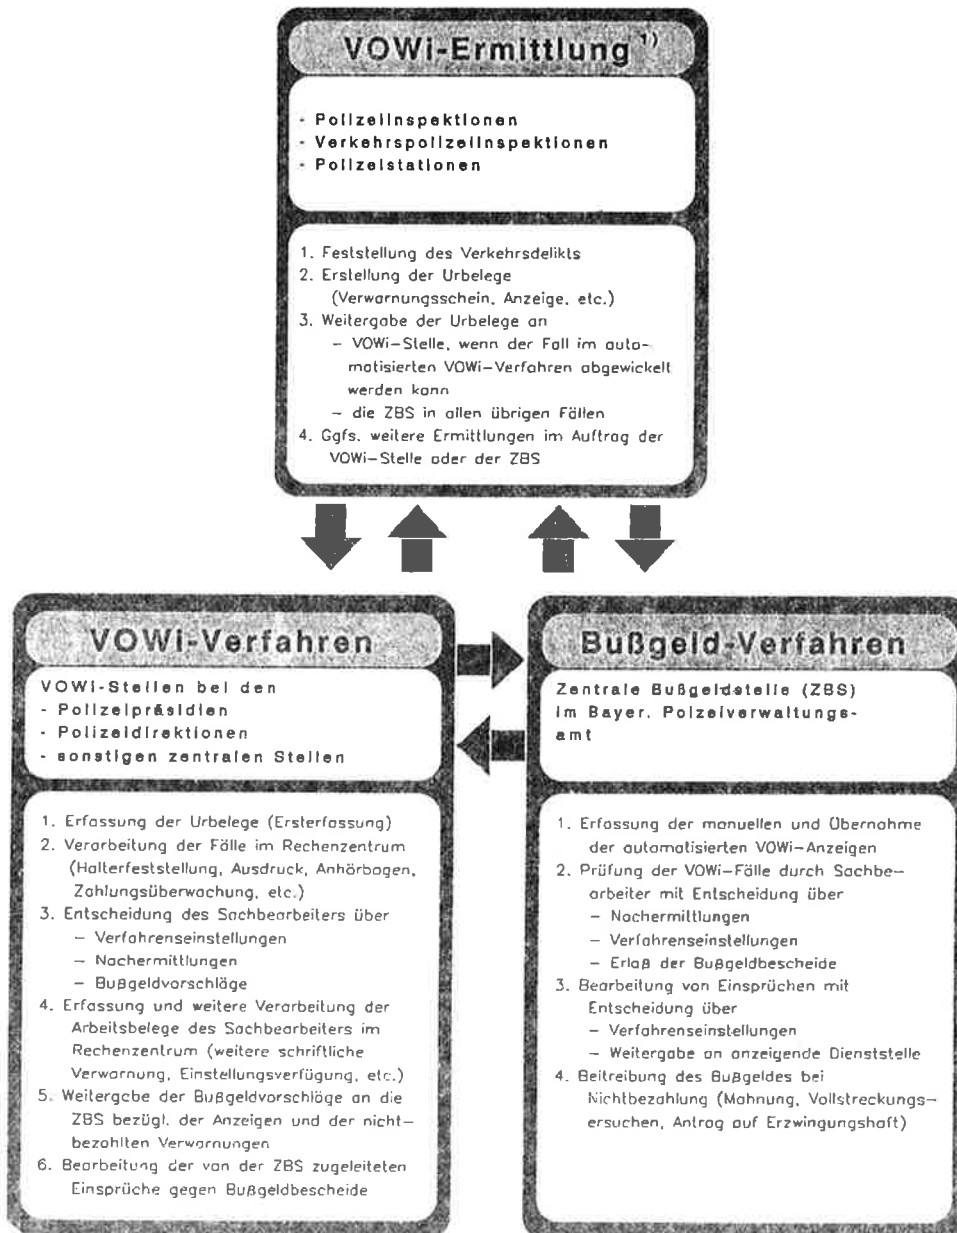 VOWi-Ermittlung 1)
- Polizeiinspektionen
- Verkehrspolizeiinspektionen
- Polizeistationen
1. Feststellung des Verkehrsdelikts
2. Erstellung der Urbelege
(Verwarnungsschein, Anzeige, etc.)
3. Weitergabe der Urbelege an
– VOWi-Stelle, wenn der Fall im auto-
matisierten VOWi-Verfahren abgewickelt
werden kann
– die ZBS in allen übrigen Fällen
4. Ggfs. weitere Ermittlungen im Auftrag der
VOWi-Stelle oder der ZBS
VOWi-Verfahren
VOWi-Stellen bei den
- Polizeipräsidien
- Polizeidirektionen
- sonstigen zentralen Stellen
1. Erfassung der Urbelege (Ersterfassung)
2. Verarbeitung der Fälle im Rechenzentrum
(Halterfeststellung, Ausdruck, Anhörbogen,
Zahlungsüberwachung, etc.)
3. Entscheidung des Sachbearbeiters über
– Verfahrenseinstellungen
– Nachermittlungen
– Bußgeldvorschläge
4. Erfassung und weitere Verarbeitung der
Arbeitsbelege des Sachbearbeiters im
Rechenzentrum (weitere schriftliche
Verwarnung, Einstellungsverfügung, etc.)
5. Weitergabe der Bußgeldvorschläge an die
ZBS bezügl. der Anzeigen und der nicht-
bezahlten Verwarnungen
6. Bearbeitung der von der ZBS zugeleiteten
Einsprüche gegen Bußgeldbescheide
Bußgeld-Verfahren
Zentrale Bußgeldstelle (ZBS)
im Bayer. Polzeiverwaltungs-
amt
1. Erfassung der manuellen und Übernahme
der automatisierten VOWi-Anzeigen
2. Prüfung der VOWi-Fälle durch Sachbe-
arbeiter mit Entscheidung über
– Nachermittlungen
– Verfahrenseinstellungen
– Erlaß der Bußgeldbescheide
3. Bearbeitung von Einsprüchen mit
Entscheidung über
– Verfahrenseinstellungen
– Weitergabe an anzeigende Dienststelle
4. Beitreibung des Bußgeldes bei
Nichtbezahlung (Mahnung, Vollstreckungs-
ersuchen, Antrag auf Erzwingungshaft)